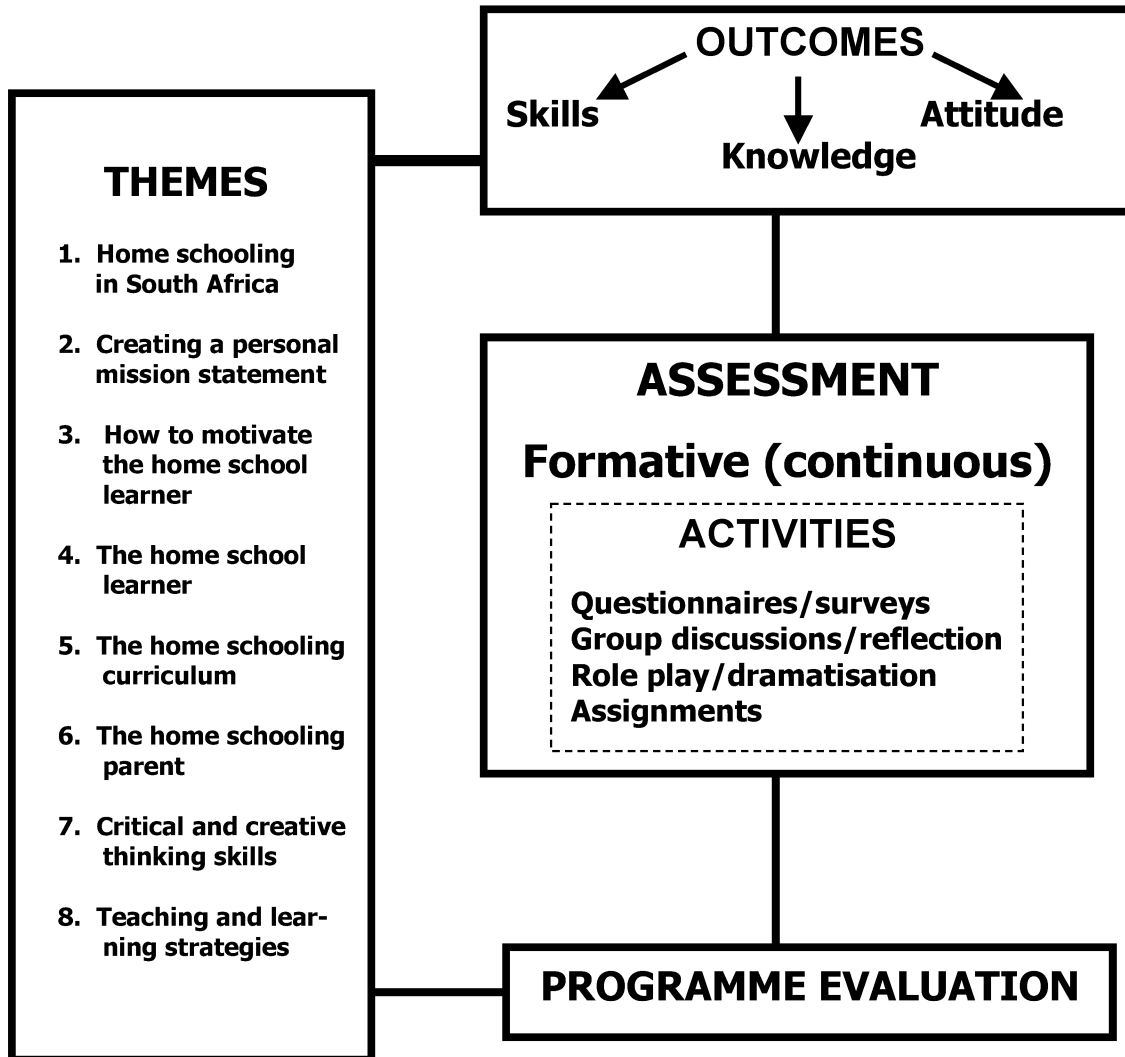 THEMES
1. Home schooling
in South Africa
2. Creating a personal
mission statement
3. How to motivate
the home school
learner
4. The home school
learner
5. The home schooling
curriculum
6. The home schooling
parent
7. Critical and creative
thinking skills
8. Teaching and lear-
ning strategies
OUTCOMES
Skills
Knowledge
Attitude
ASSESSMENT
Formative (continuous)
ACTIVITIES
Questionnaires/surveys
Group discussions/reflection
Role play/dramatisation
Assignments
PROGRAMME EVALUATION